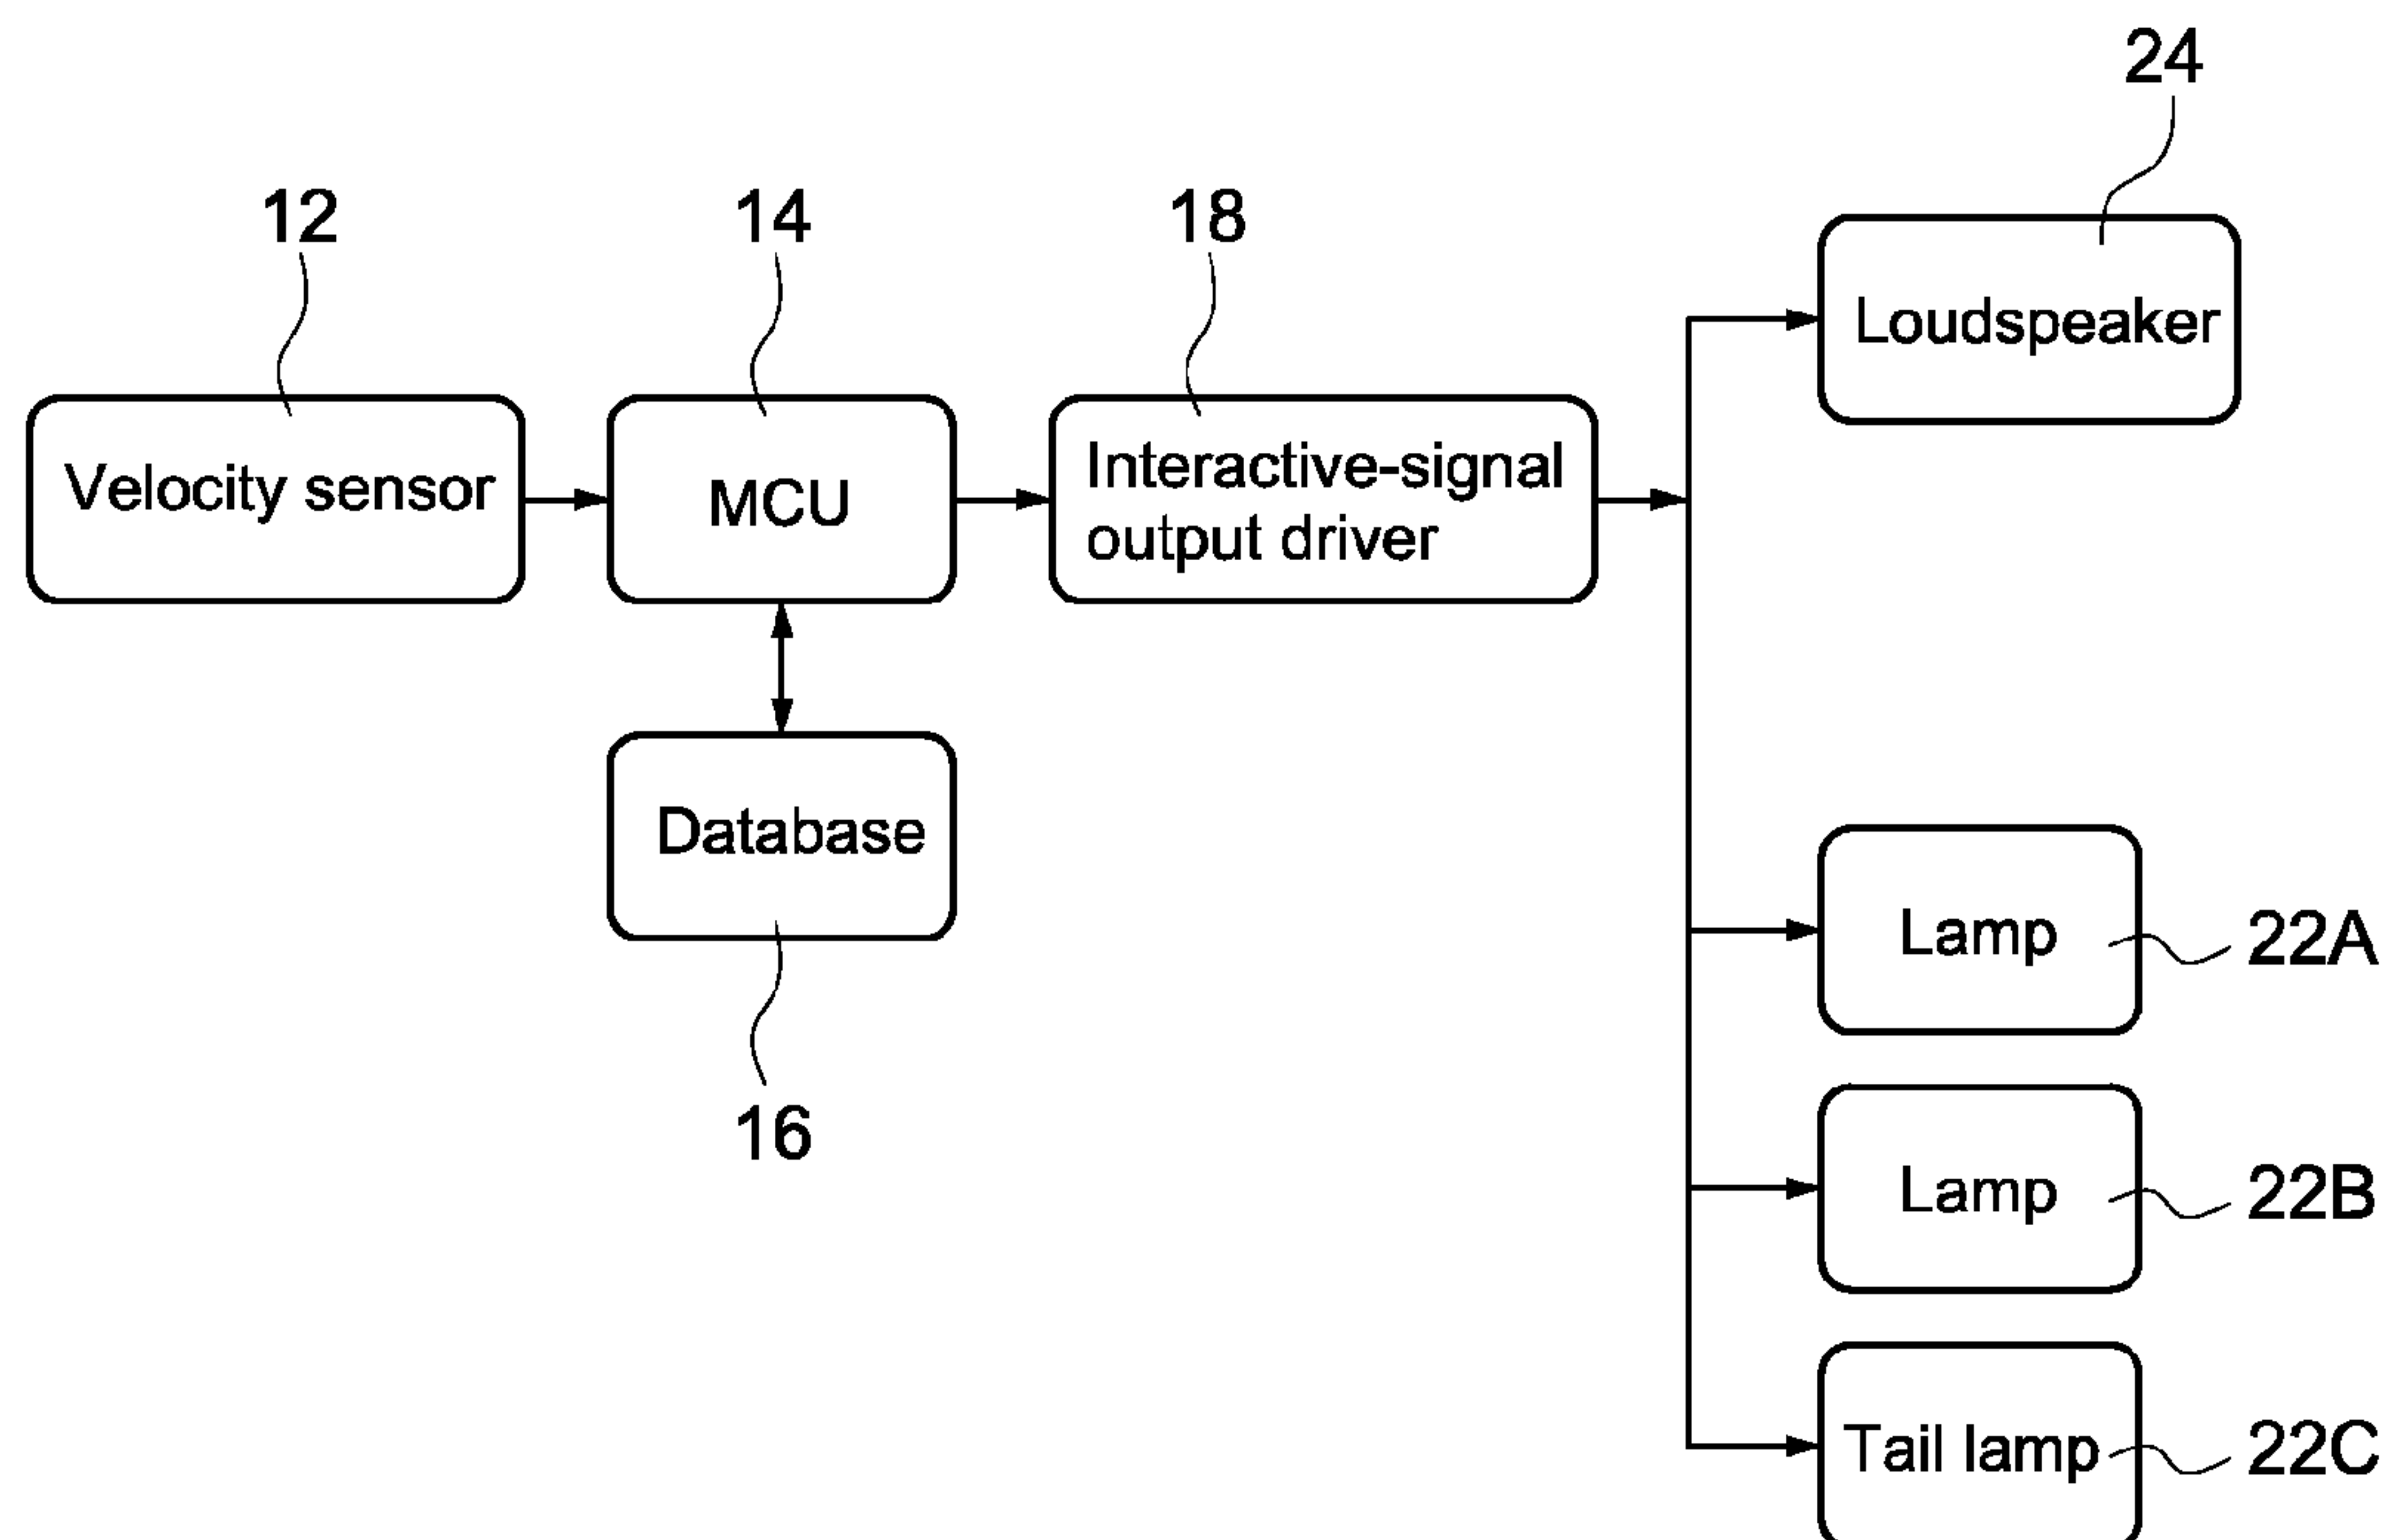 24
12
14
18
Loudspeaker
Velocity sensor
MCU
Interactive-signal
output driver
Database
16
Lamp
22A
Lamp
22B
Tail lamp
22C